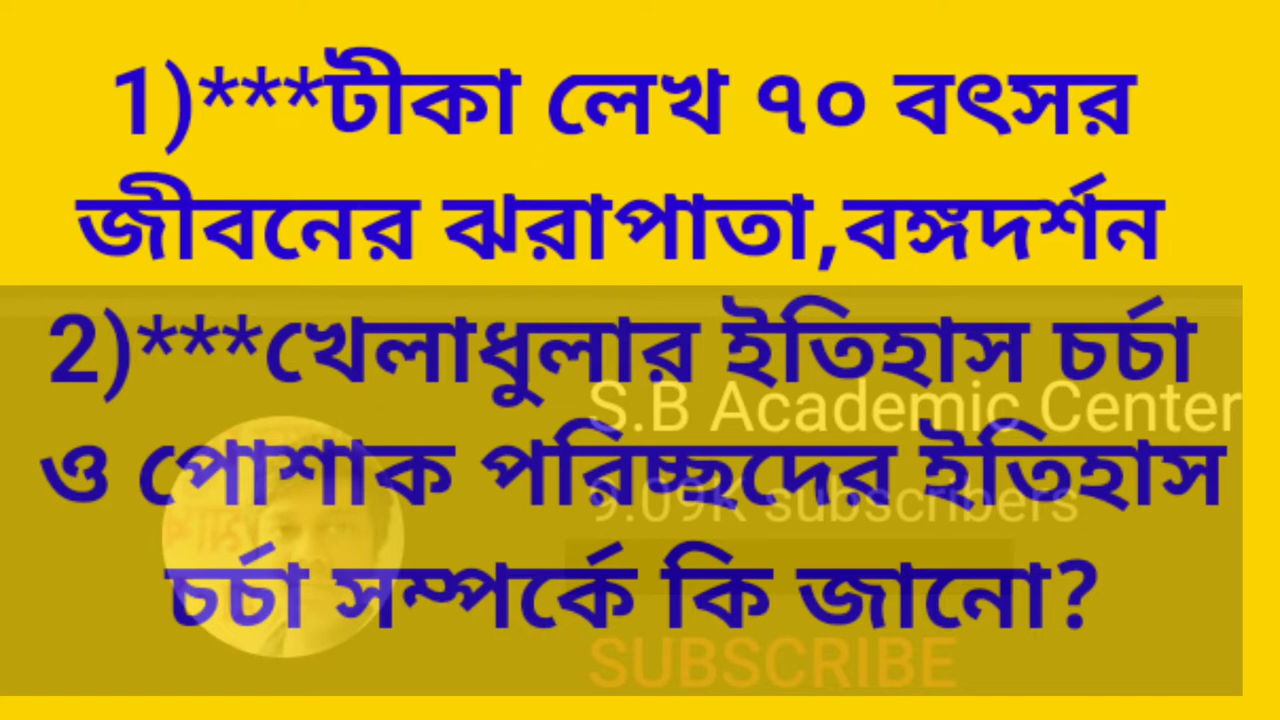 1)***টীকা লেখ ৭০ বৎসর
জীবনের ঝরাপাতা,বঙ্গদর্শন
2)***খেলাধুলার ইতিহাস চর্চা
S.B Academic Center
ও পোশাক পরিচ্ছদের ইতিহাস
9.09K subscribers
চর্চা সম্পর্কে কি জানো?
SUBSCRIBE